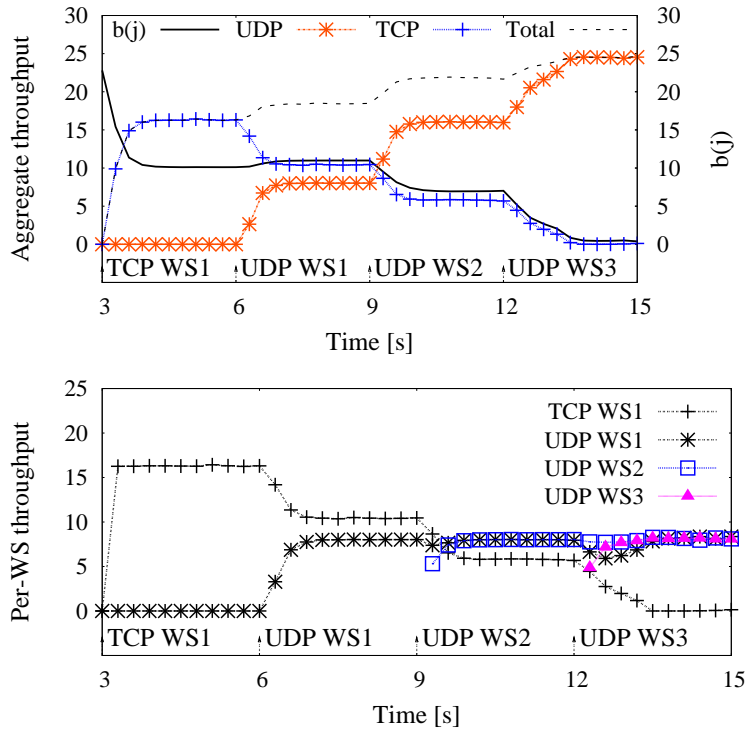 b(j) UDP TCP Total
30 30
25 25
20 20
15 15
10 10
5 5
0 0
Aggregate throughput
b(j)
TCP WS1 UDP WS1 UDP WS2 UDP WS3
3 6 9 12 15
Time [s]
25
20
15
10
5
0
Per-WS throughput
TCP WS1
UDP WS1
UDP WS2
UDP WS3
TCP WS1 UDP WS1 UDP WS2 UDP WS3
3 6 9 12 15
Time [s]